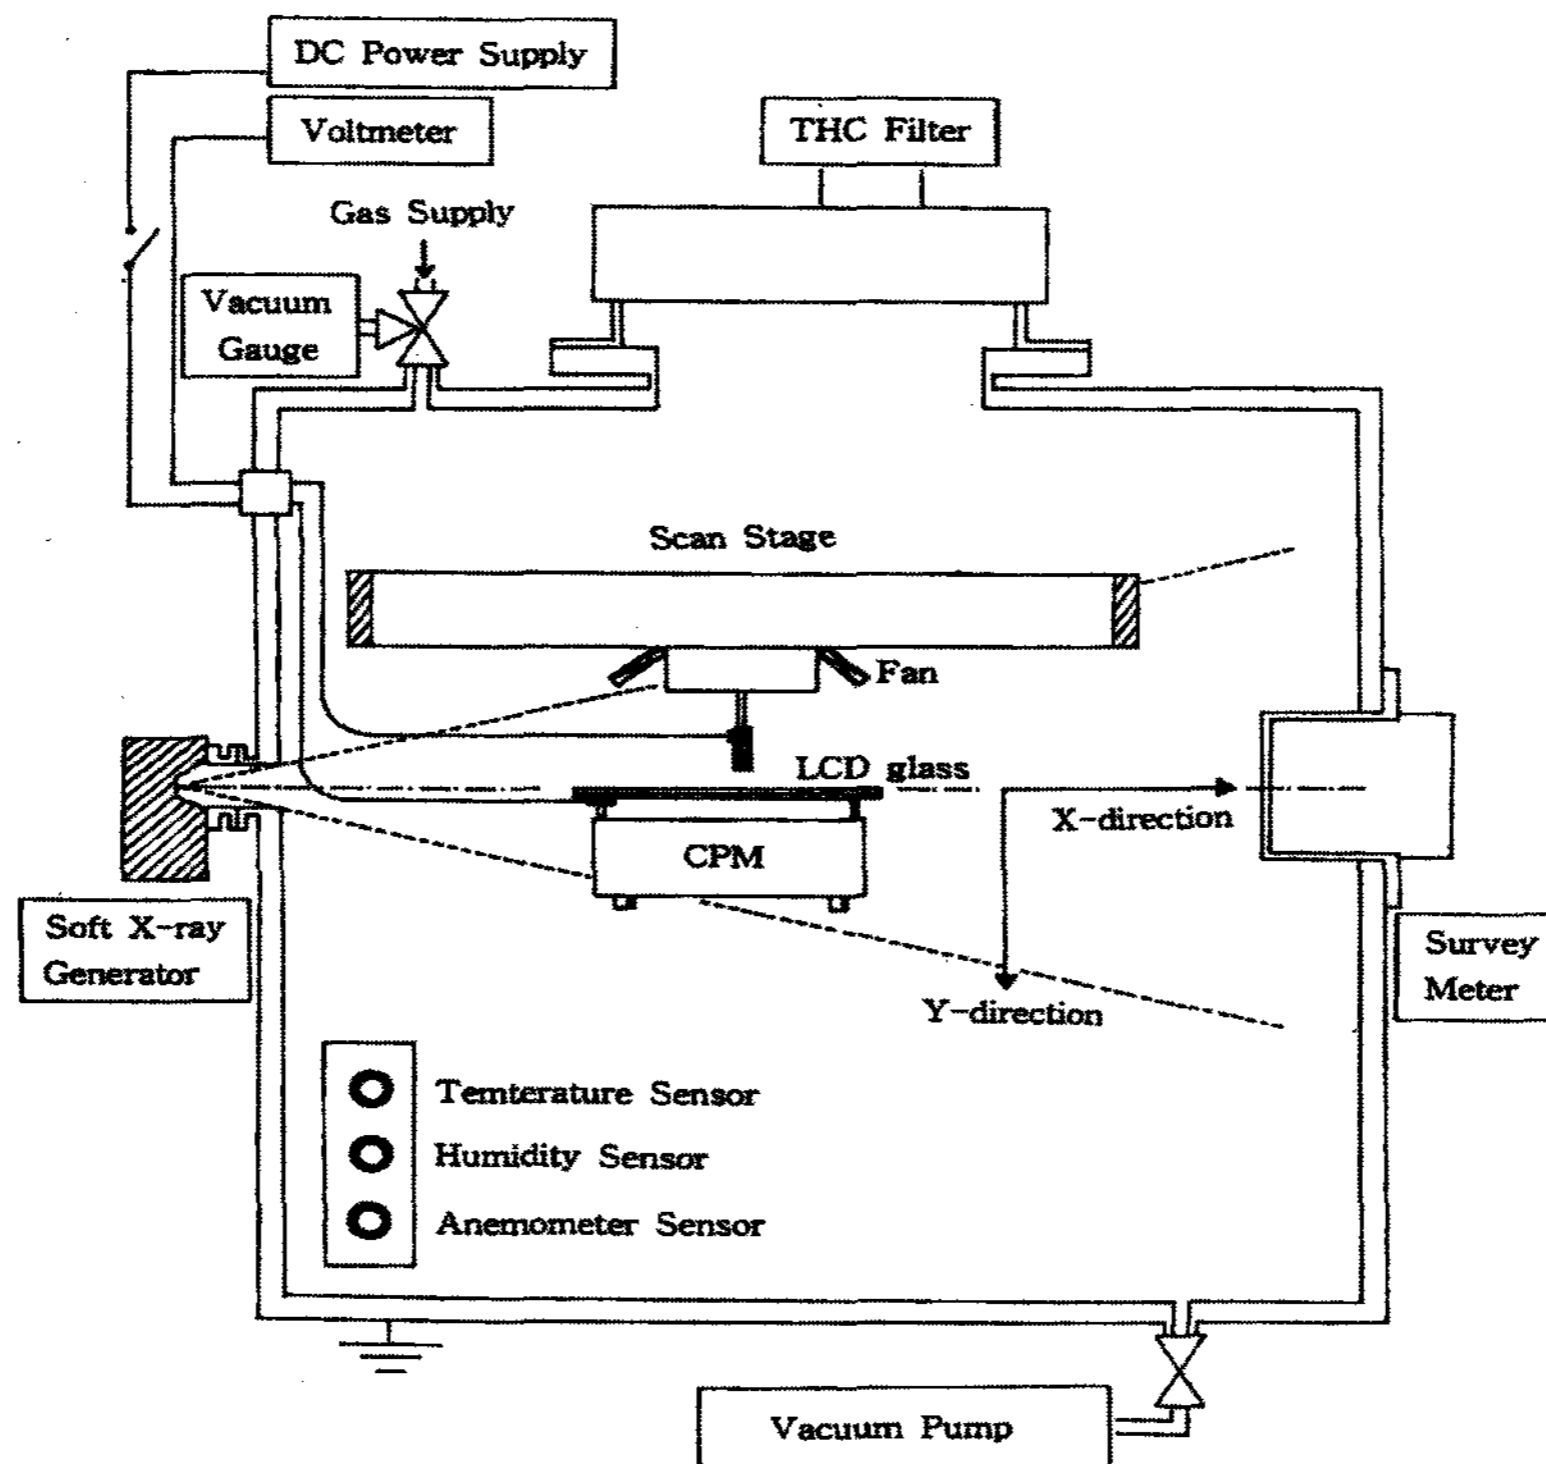 DC Power Supply
Voltmeter
THC Filter
Gas Supply
Vacuum
Gauge
Scan Stage
Fan
LCD glass
X-direction
CPM
Soft X-ray
Generator
Survey
Meter
Y-direction
Temterature Sensor
Humidity Sensor
Anemometer Sensor
Vacuum Pump